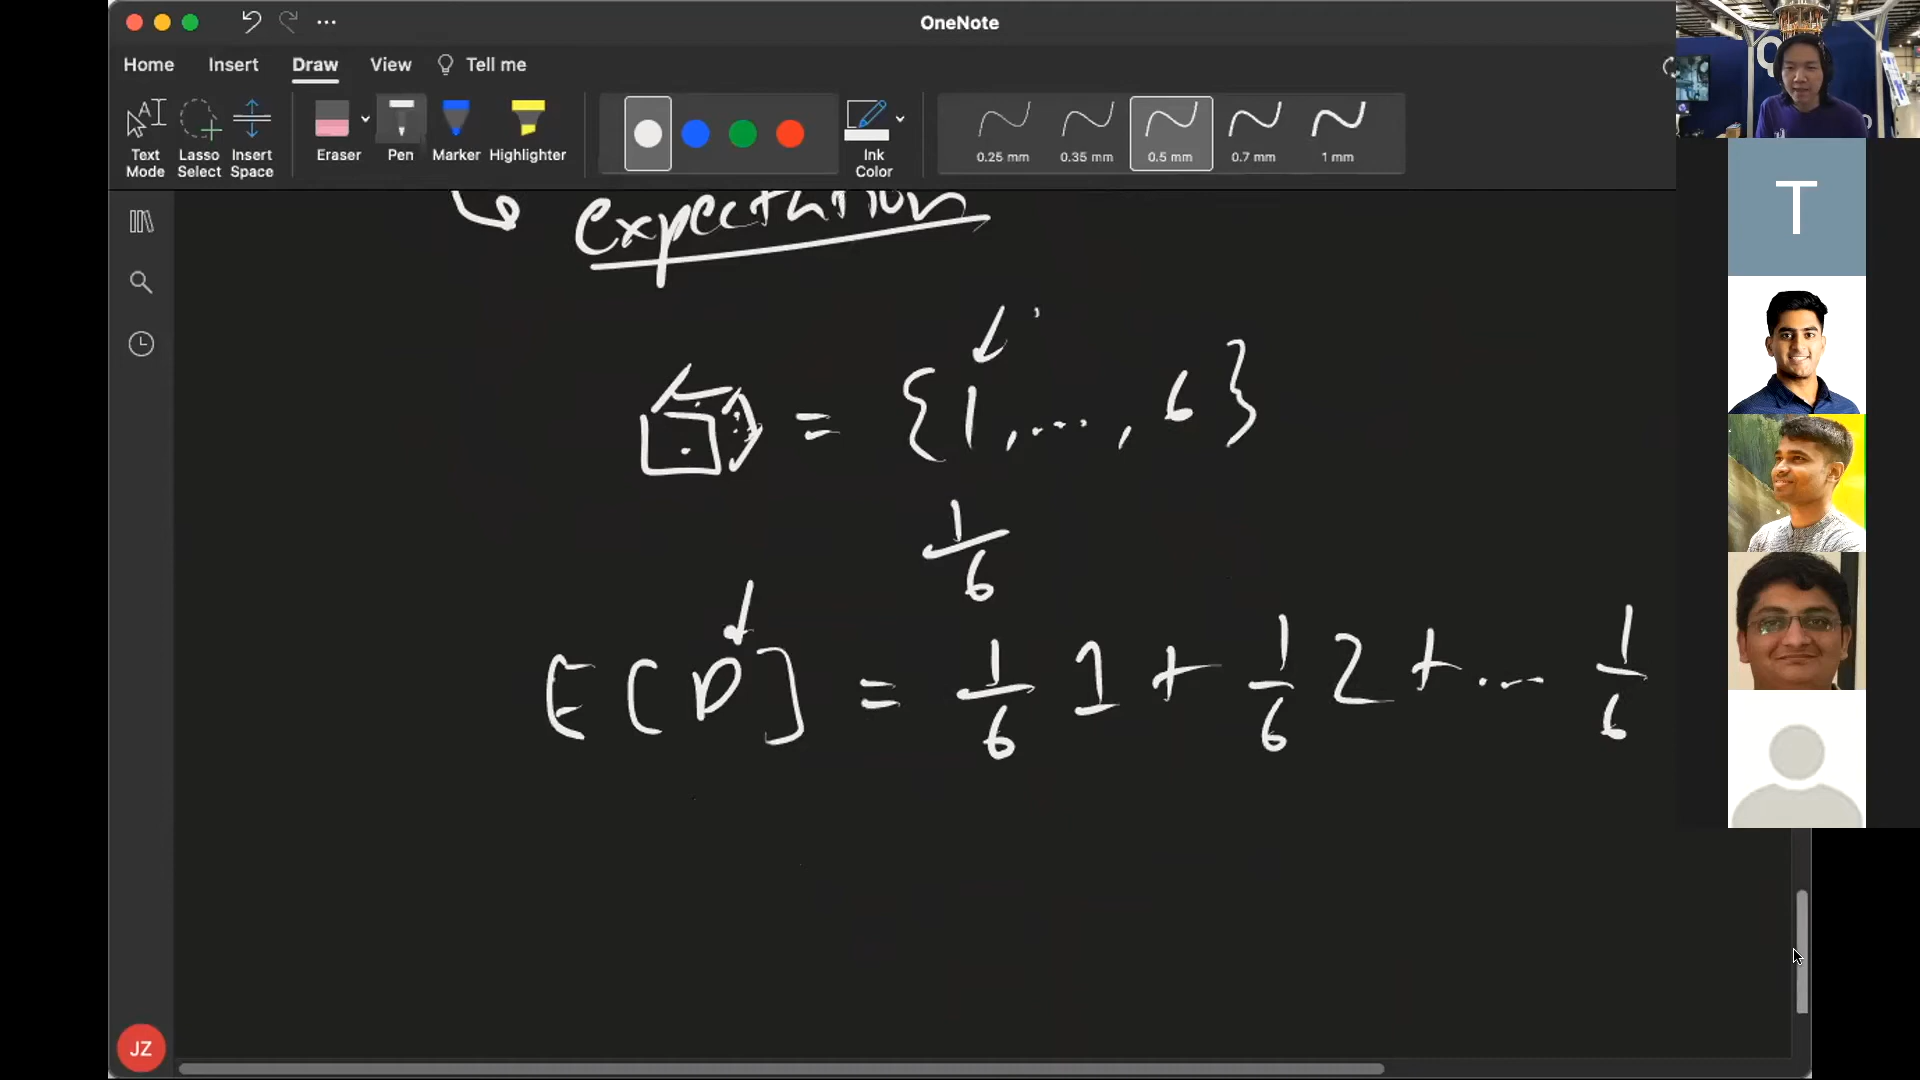 OneNote
Home Insert Draw View Tell me
Text Mode Lasso Select Insert Space Eraser Pen Marker Highlighter Ink Color 0.25 mm 0.35 mm 0.5 mm 0.7 mm 1 mm
T
expectation
= {1, ..., 6}
1/6
E[D] = 1/6 1 + 1/6 2 + ... 1/6
JZ